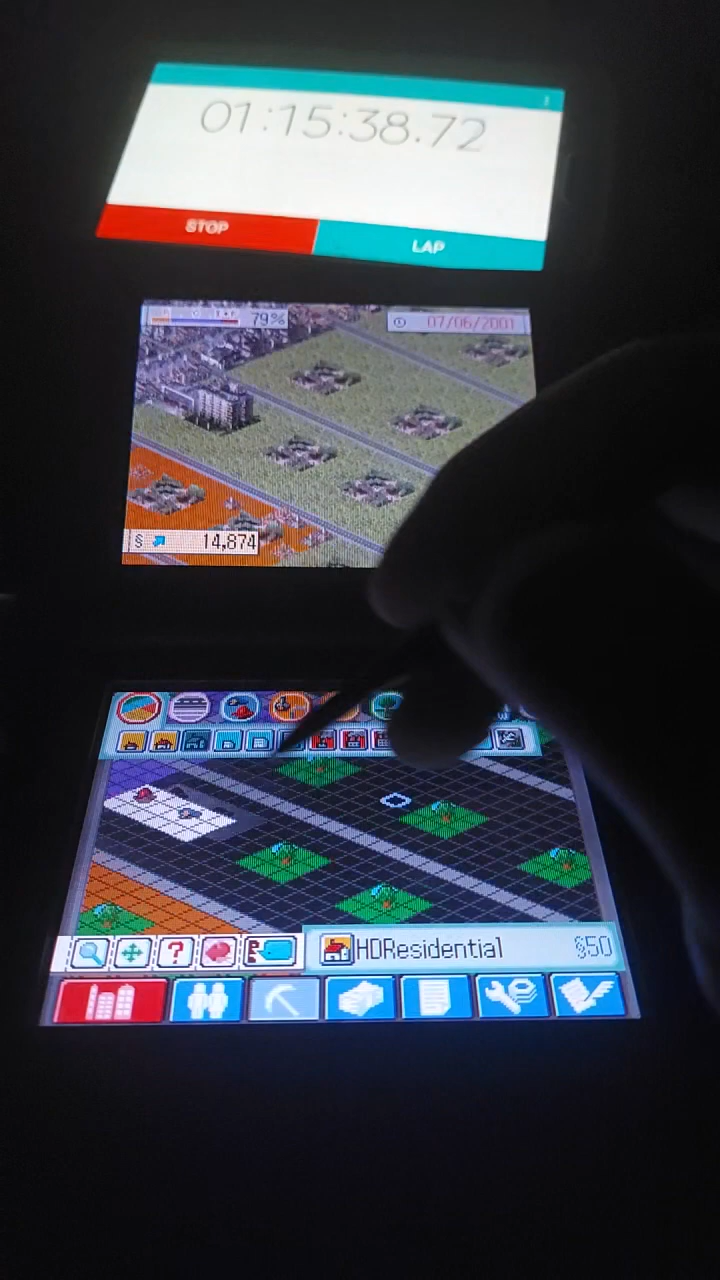 01:15:38.72
STOP
LAP
79%
07/06/2001
§ 14,874
?
HDResidential §50